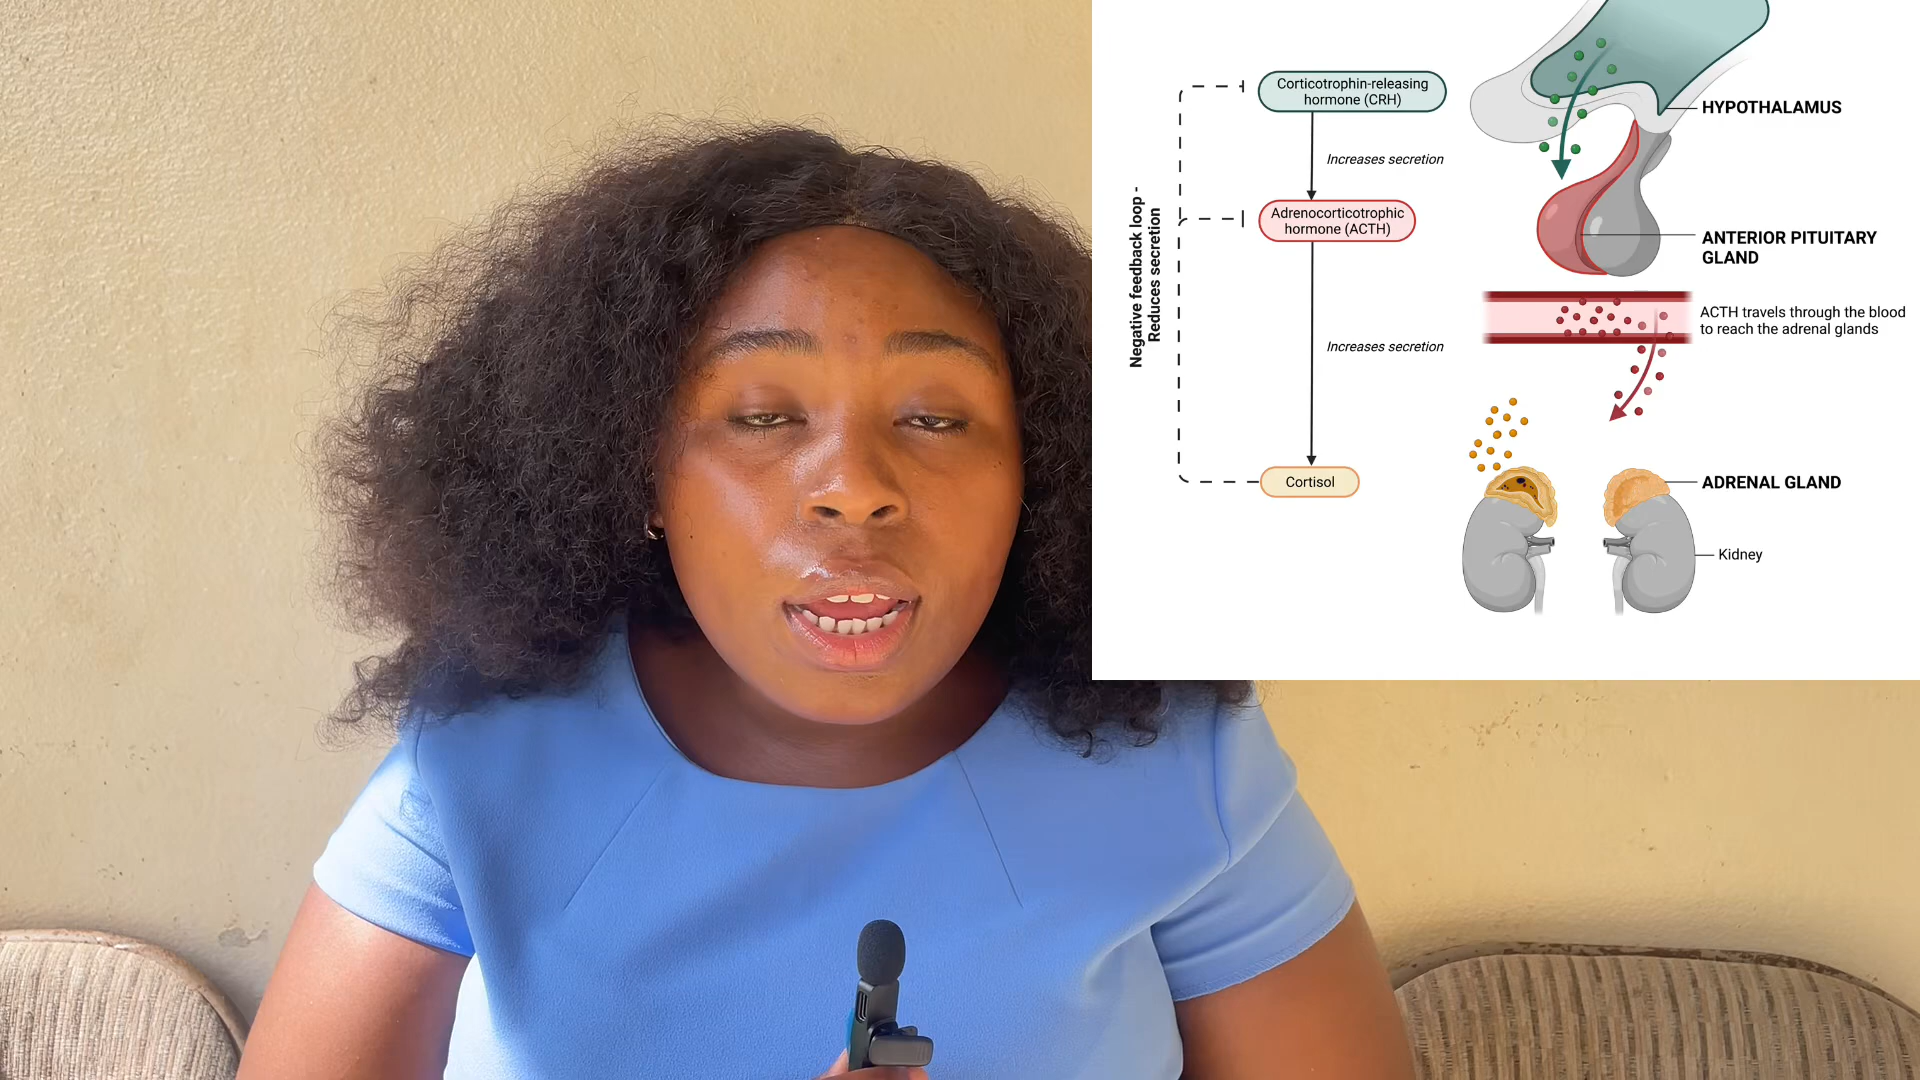 Corticotrophin-releasing
hormone (CRH)
HYPOTHALAMUS
Increases secretion
Negative feedback loop -
Reduces secretion
Adrenocorticotrophic
hormone (ACTH)
ANTERIOR PITUITARY
GLAND
ACTH travels through the blood
to reach the adrenal glands
Increases secretion
Cortisol
ADRENAL GLAND
Kidney